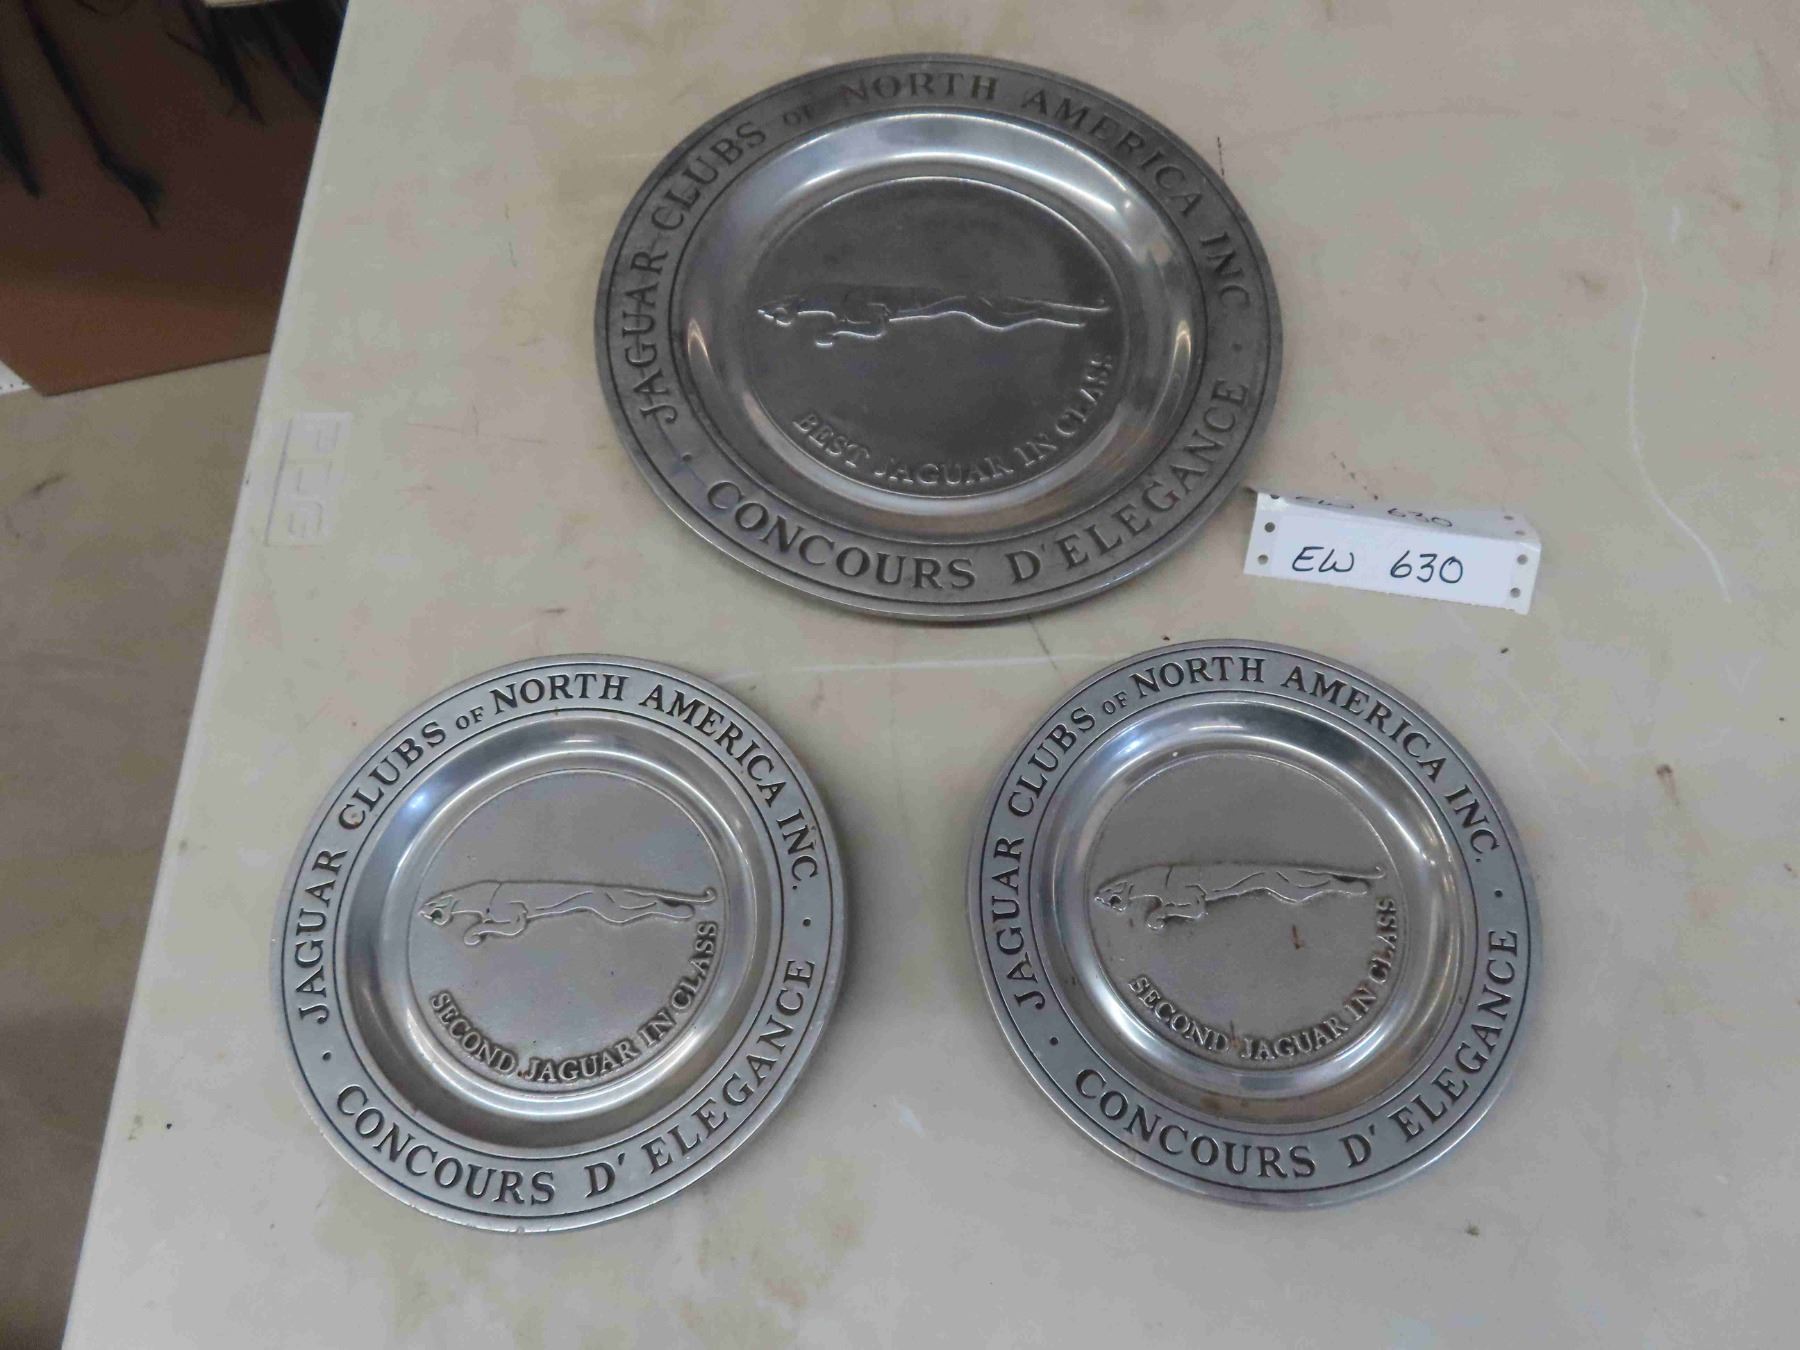 JAGUAR CLUBS OF NORTH AMERICA INC
BEST JAGUAR IN CLASS
· CONCOURS D'ELEGANCE ·
EW 630
EW 630
JAGUAR CLUBS OF NORTH AMERICA INC.
SECOND JAGUAR IN CLASS
· CONCOURS D' ELEGANCE ·
JAGUAR CLUBS OF NORTH AMERICA INC.
SECOND JAGUAR IN CLASS
· CONCOURS D' ELEGANCE ·